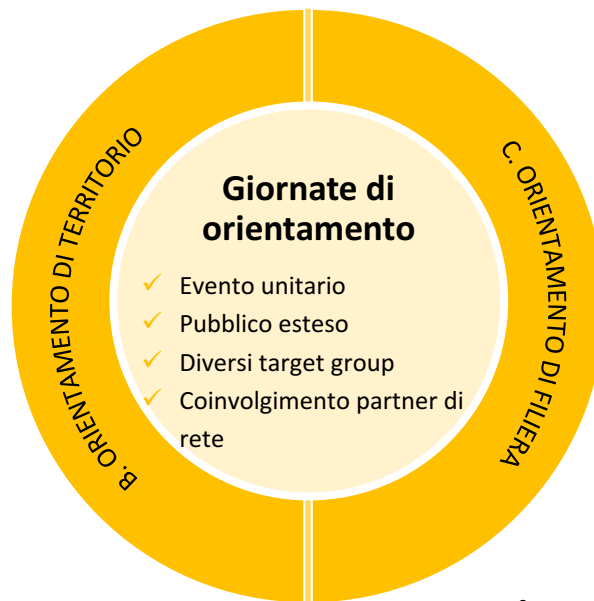 B. ORIENTAMENTO DI TERRITORIO
Giornate di
orientamento
✓ Evento unitario
✓ Pubblico esteso
✓ Diversi target group
✓ Coinvolgimento partner di
rete
C. ORIENTAMENTO DI FILIERA